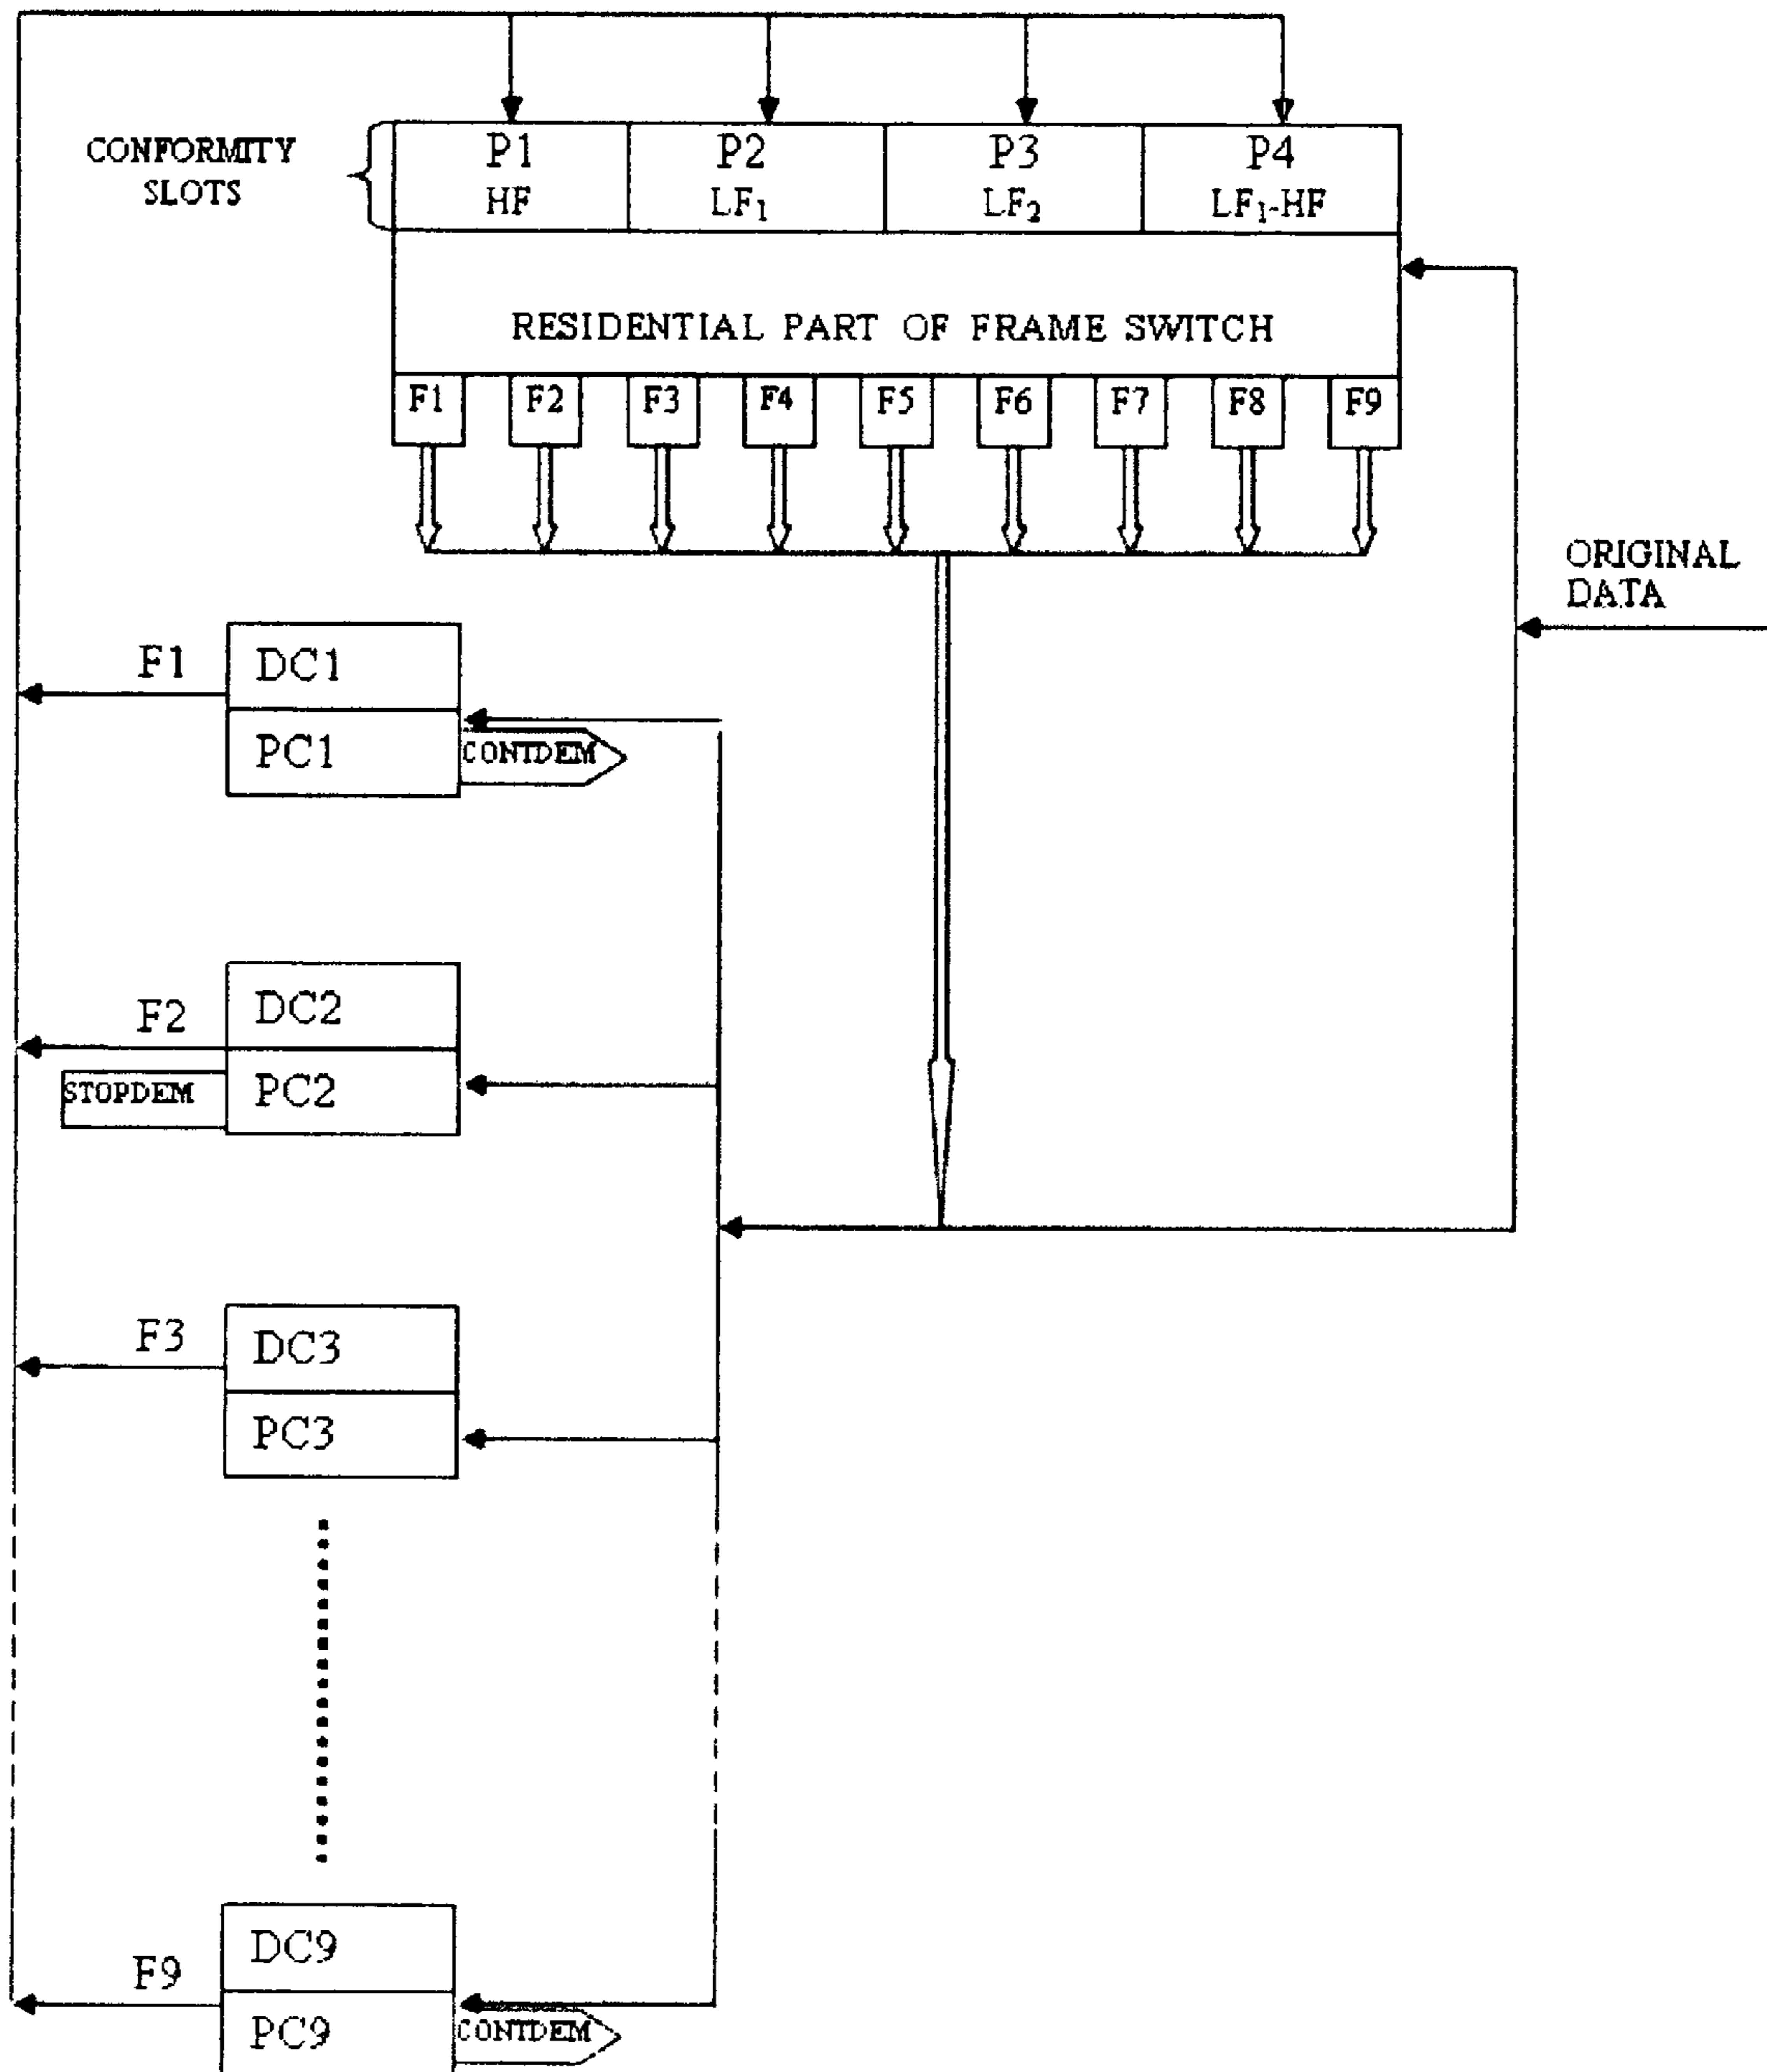 CONFORMITY
SLOTS
P1
HF
P2
LF₁
P3
LF₂
P4
LF₁-HF
RESIDENTIAL PART OF FRAME SWITCH
F1 F2 F3 F4 F5 F6 F7 F8 F9
ORIGINAL
DATA
F1
DC1
PC1
CONTDEM
F2
DC2
PC2
STOPDEM
F3
DC3
PC3
F9
DC9
PC9
CONTDEM